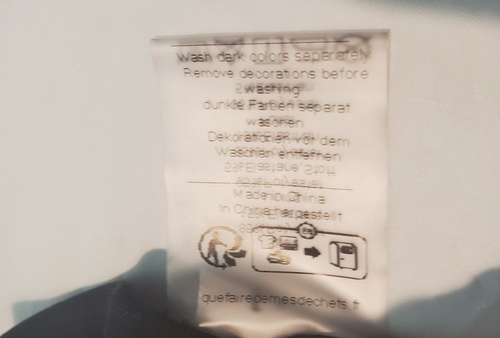 Wash dark colors separately
Remove decorations before
washing
dunkle Farben separat
waschen
Dekorationen vor dem
Waschen entfernen
Made in China
In China hergestellt
quefairedemesdechets.fr